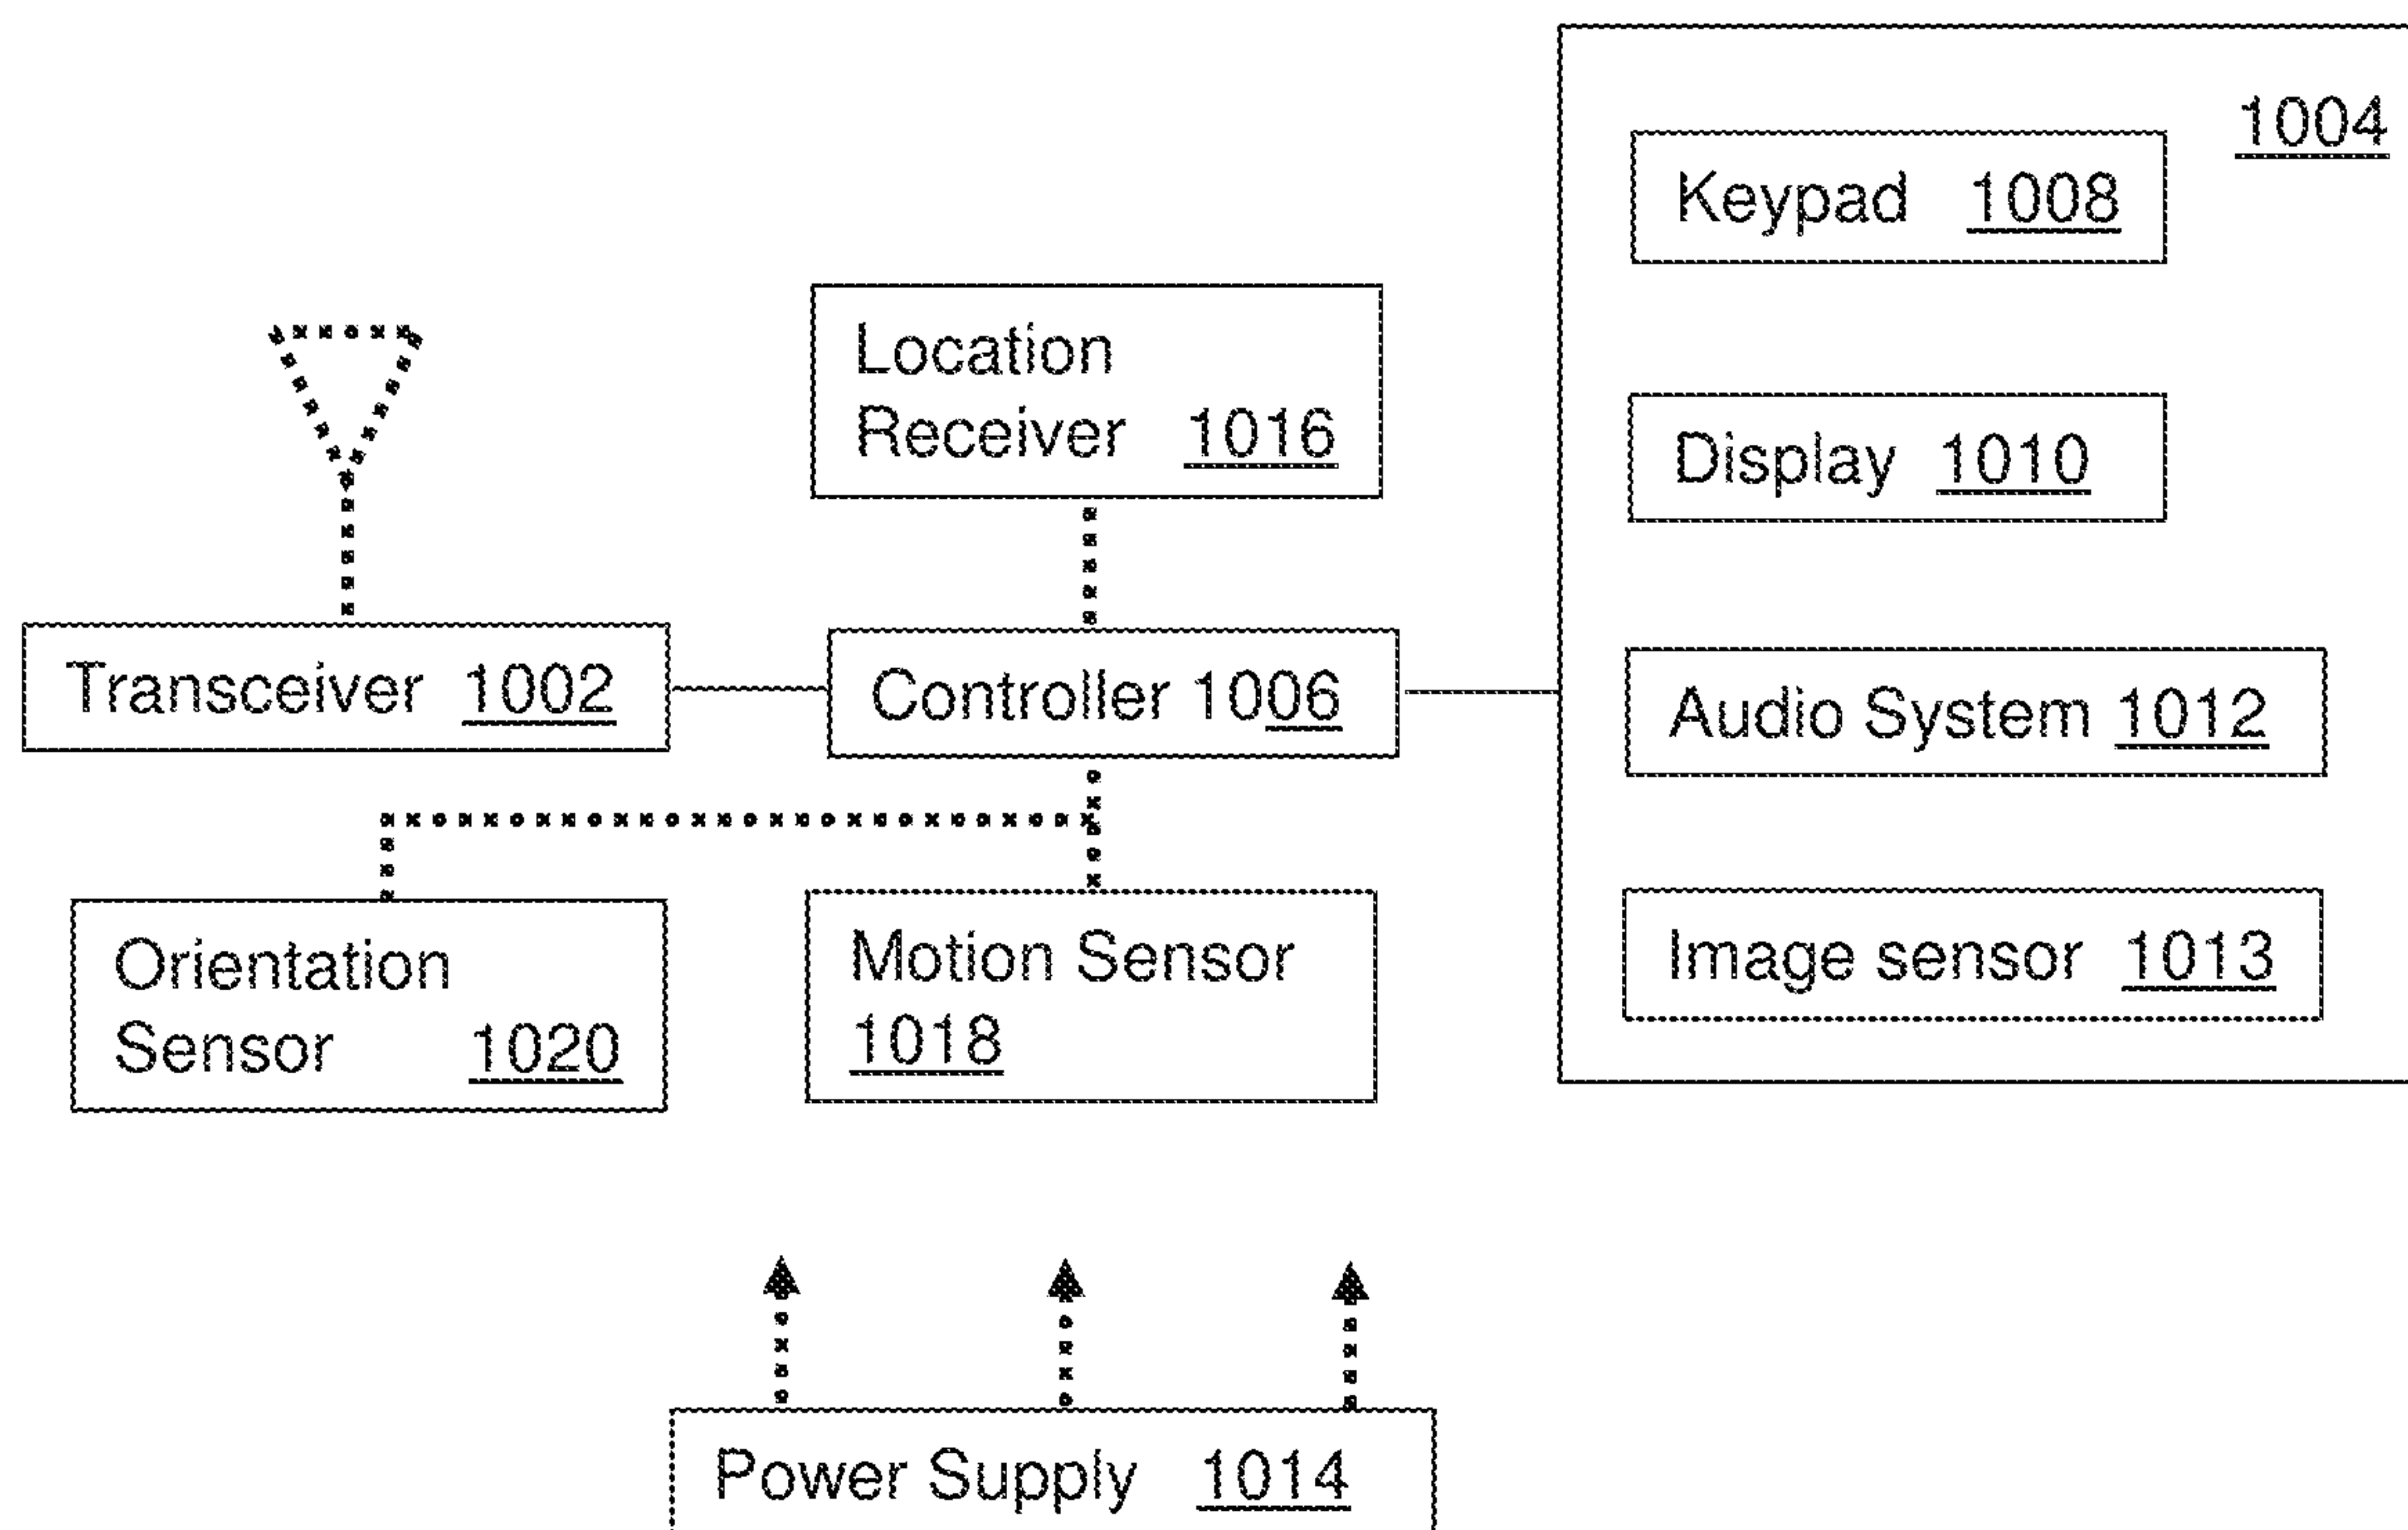 1004
Keypad 1008
Location
Receiver 1016
Display 1010
Transceiver 1002
Controller 1006
Audio System 1012
Orientation
Sensor 1020
Motion Sensor
1018
Image sensor 1013
Power Supply 1014